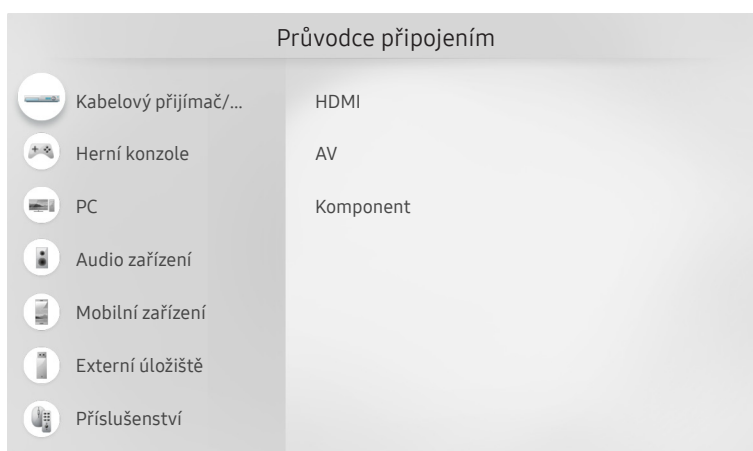 Průvodce připojením
Kabelový přijímač/...
Herní konzole
PC
Audio zařízení
Mobilní zařízení
Externí úložiště
Příslušenství
HDMI
AV
Komponent